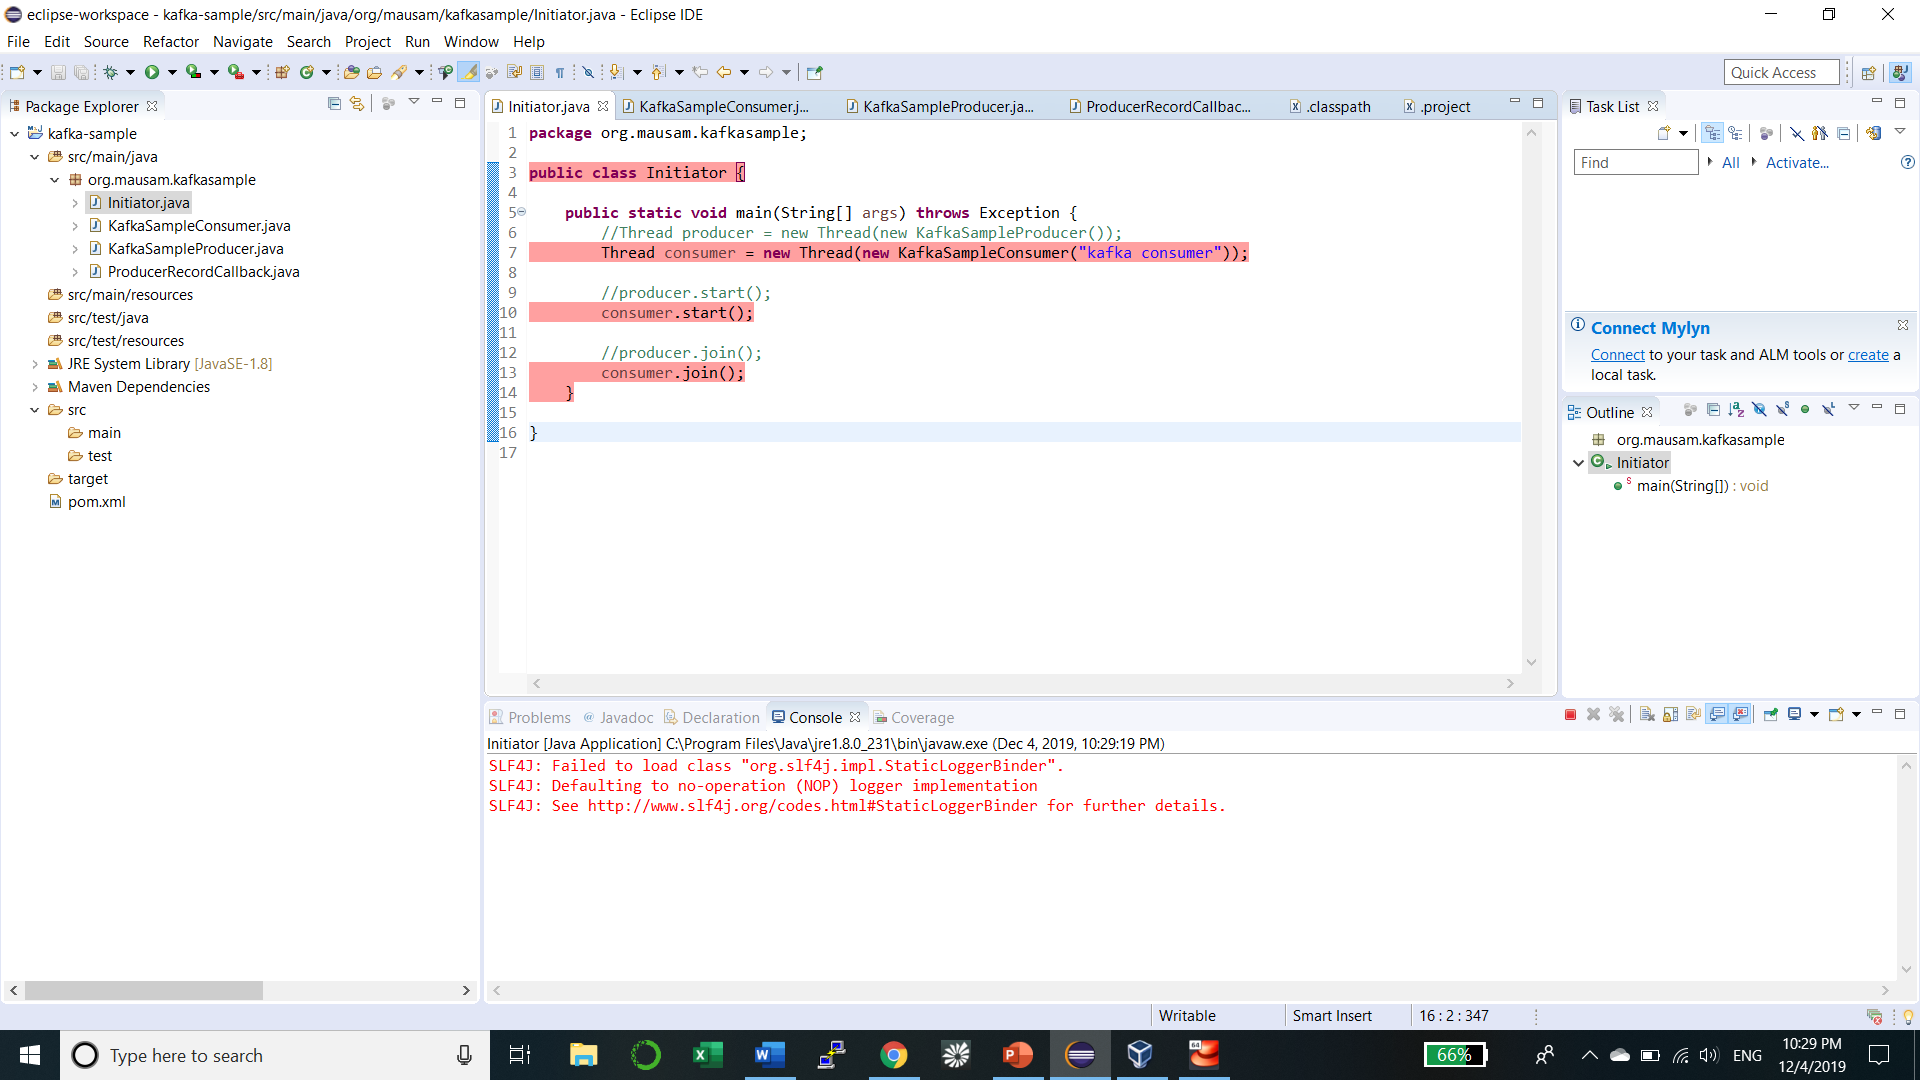 eclipse-workspace - kafka-sample/src/main/java/org/mausam/kafkasample/Initiator.java - Eclipse IDE
File Edit Source Refactor Navigate Search Project Run Window Help
Quick Access
Package Explorer
kafka-sample
src/main/java
org.mausam.kafkasample
Initiator.java
KafkaSampleConsumer.java
KafkaSampleProducer.java
ProducerRecordCallback.java
src/main/resources
src/test/java
src/test/resources
JRE System Library [JavaSE-1.8]
Maven Dependencies
src
main
test
target
pom.xml
Initiator.java KafkaSampleConsumer.j... KafkaSampleProducer.ja... ProducerRecordCallbac... .classpath .project
1 package org.mausam.kafkasample;
2
3 public class Initiator {
4
5 public static void main(String[] args) throws Exception {
6 //Thread producer = new Thread(new KafkaSampleProducer());
7 Thread consumer = new Thread(new KafkaSampleConsumer("kafka consumer"));
8
9 //producer.start();
10 consumer.start();
11
12 //producer.join();
13 consumer.join();
14 }
15
16 }
17
Task List
Find All Activate...
Connect Mylyn
Connect to your task and ALM tools or create a
local task.
Outline
org.mausam.kafkasample
Initiator
main(String[]) : void
Problems Javadoc Declaration Console Coverage
Initiator [Java Application] C:\Program Files\Java\jre1.8.0_231\bin\javaw.exe (Dec 4, 2019, 10:29:19 PM)
SLF4J: Failed to load class "org.slf4j.impl.StaticLoggerBinder".
SLF4J: Defaulting to no-operation (NOP) logger implementation
SLF4J: See http://www.slf4j.org/codes.html#StaticLoggerBinder for further details.
Writable Smart Insert 16 : 2 : 347
Type here to search
66%
ENG
10:29 PM
12/4/2019